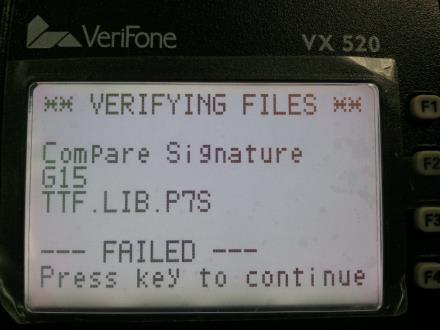 VeriFone
VX 520
** VERIFYING FILES **
F1
Compare Signature
F2
G15
TTF.LIB.P7S
F3
--- FAILED ---
Press key to continue
F4